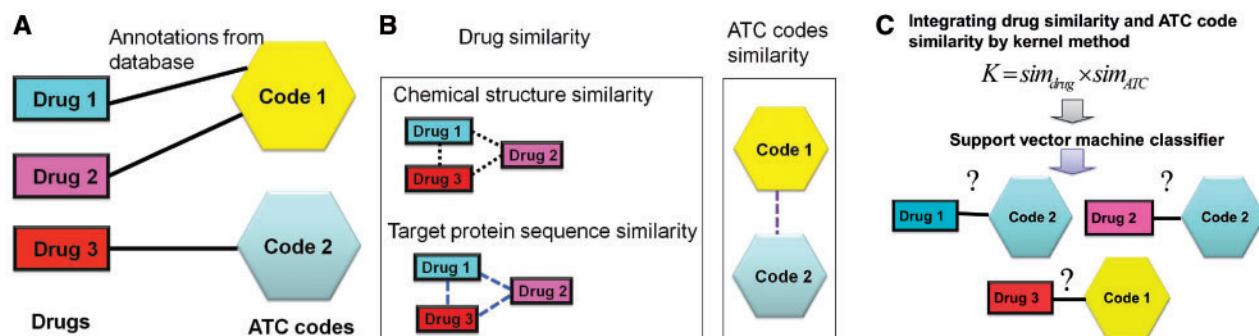 A
Annotations from
database
Drug 1
Code 1
Drug 2
Drug 3
Code 2
Drugs
ATC codes
B
Drug similarity
Chemical structure similarity
Drug 1
Drug 2
Drug 3
Target protein sequence similarity
Drug 1
Drug 2
Drug 3
ATC codes
similarity
Code 1
Code 2
C
Integrating drug similarity and ATC code
similarity by kernel method
K = sim_drug × sim_ATC
Support vector machine classifier
?
Drug 1
Code 2
?
Drug 2
Code 2
?
Drug 3
Code 1